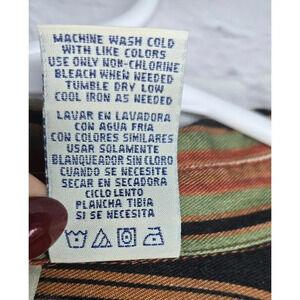 MACHINE WASH COLD
WITH LIKE COLORS
USE ONLY NON-CHLORINE
BLEACH WHEN NEEDED
TUMBLE DRY LOW
COOL IRON AS NEEDED
LAVAR EN LAVADORA
CON AGUA FRIA
CON COLORES SIMILARES
USAR SOLAMENTE
BLANQUEADOR SIN CLORO
CUANDO SE NECESITE
SECAR EN SECADORA
CICLO LENTO
PLANCHA TIBIA
SI SE NECESITA